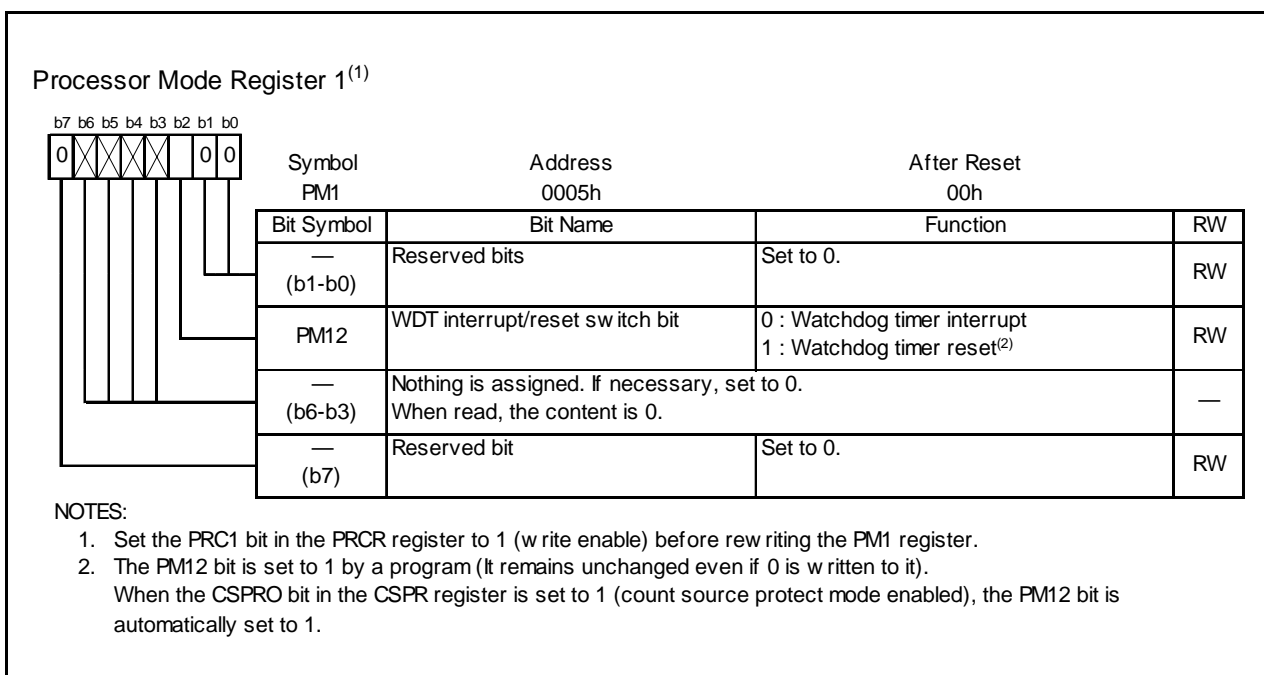 Processor Mode Register 1(1)
b7 b6 b5 b4 b3 b2 b1 b0
0 0 0
Symbol Address After Reset
PM1 0005h 00h
Bit Symbol Bit Name Function RW
— (b1-b0) Reserved bits Set to 0. RW
PM12 WDT interrupt/reset switch bit 0 : Watchdog timer interrupt
1 : Watchdog timer reset(2) RW
— (b6-b3) Nothing is assigned. If necessary, set to 0.
When read, the content is 0. —
— (b7) Reserved bit Set to 0. RW
NOTES:
1. Set the PRC1 bit in the PRCR register to 1 (write enable) before rewriting the PM1 register.
2. The PM12 bit is set to 1 by a program (It remains unchanged even if 0 is written to it).
When the CSPRO bit in the CSPR register is set to 1 (count source protect mode enabled), the PM12 bit is
automatically set to 1.